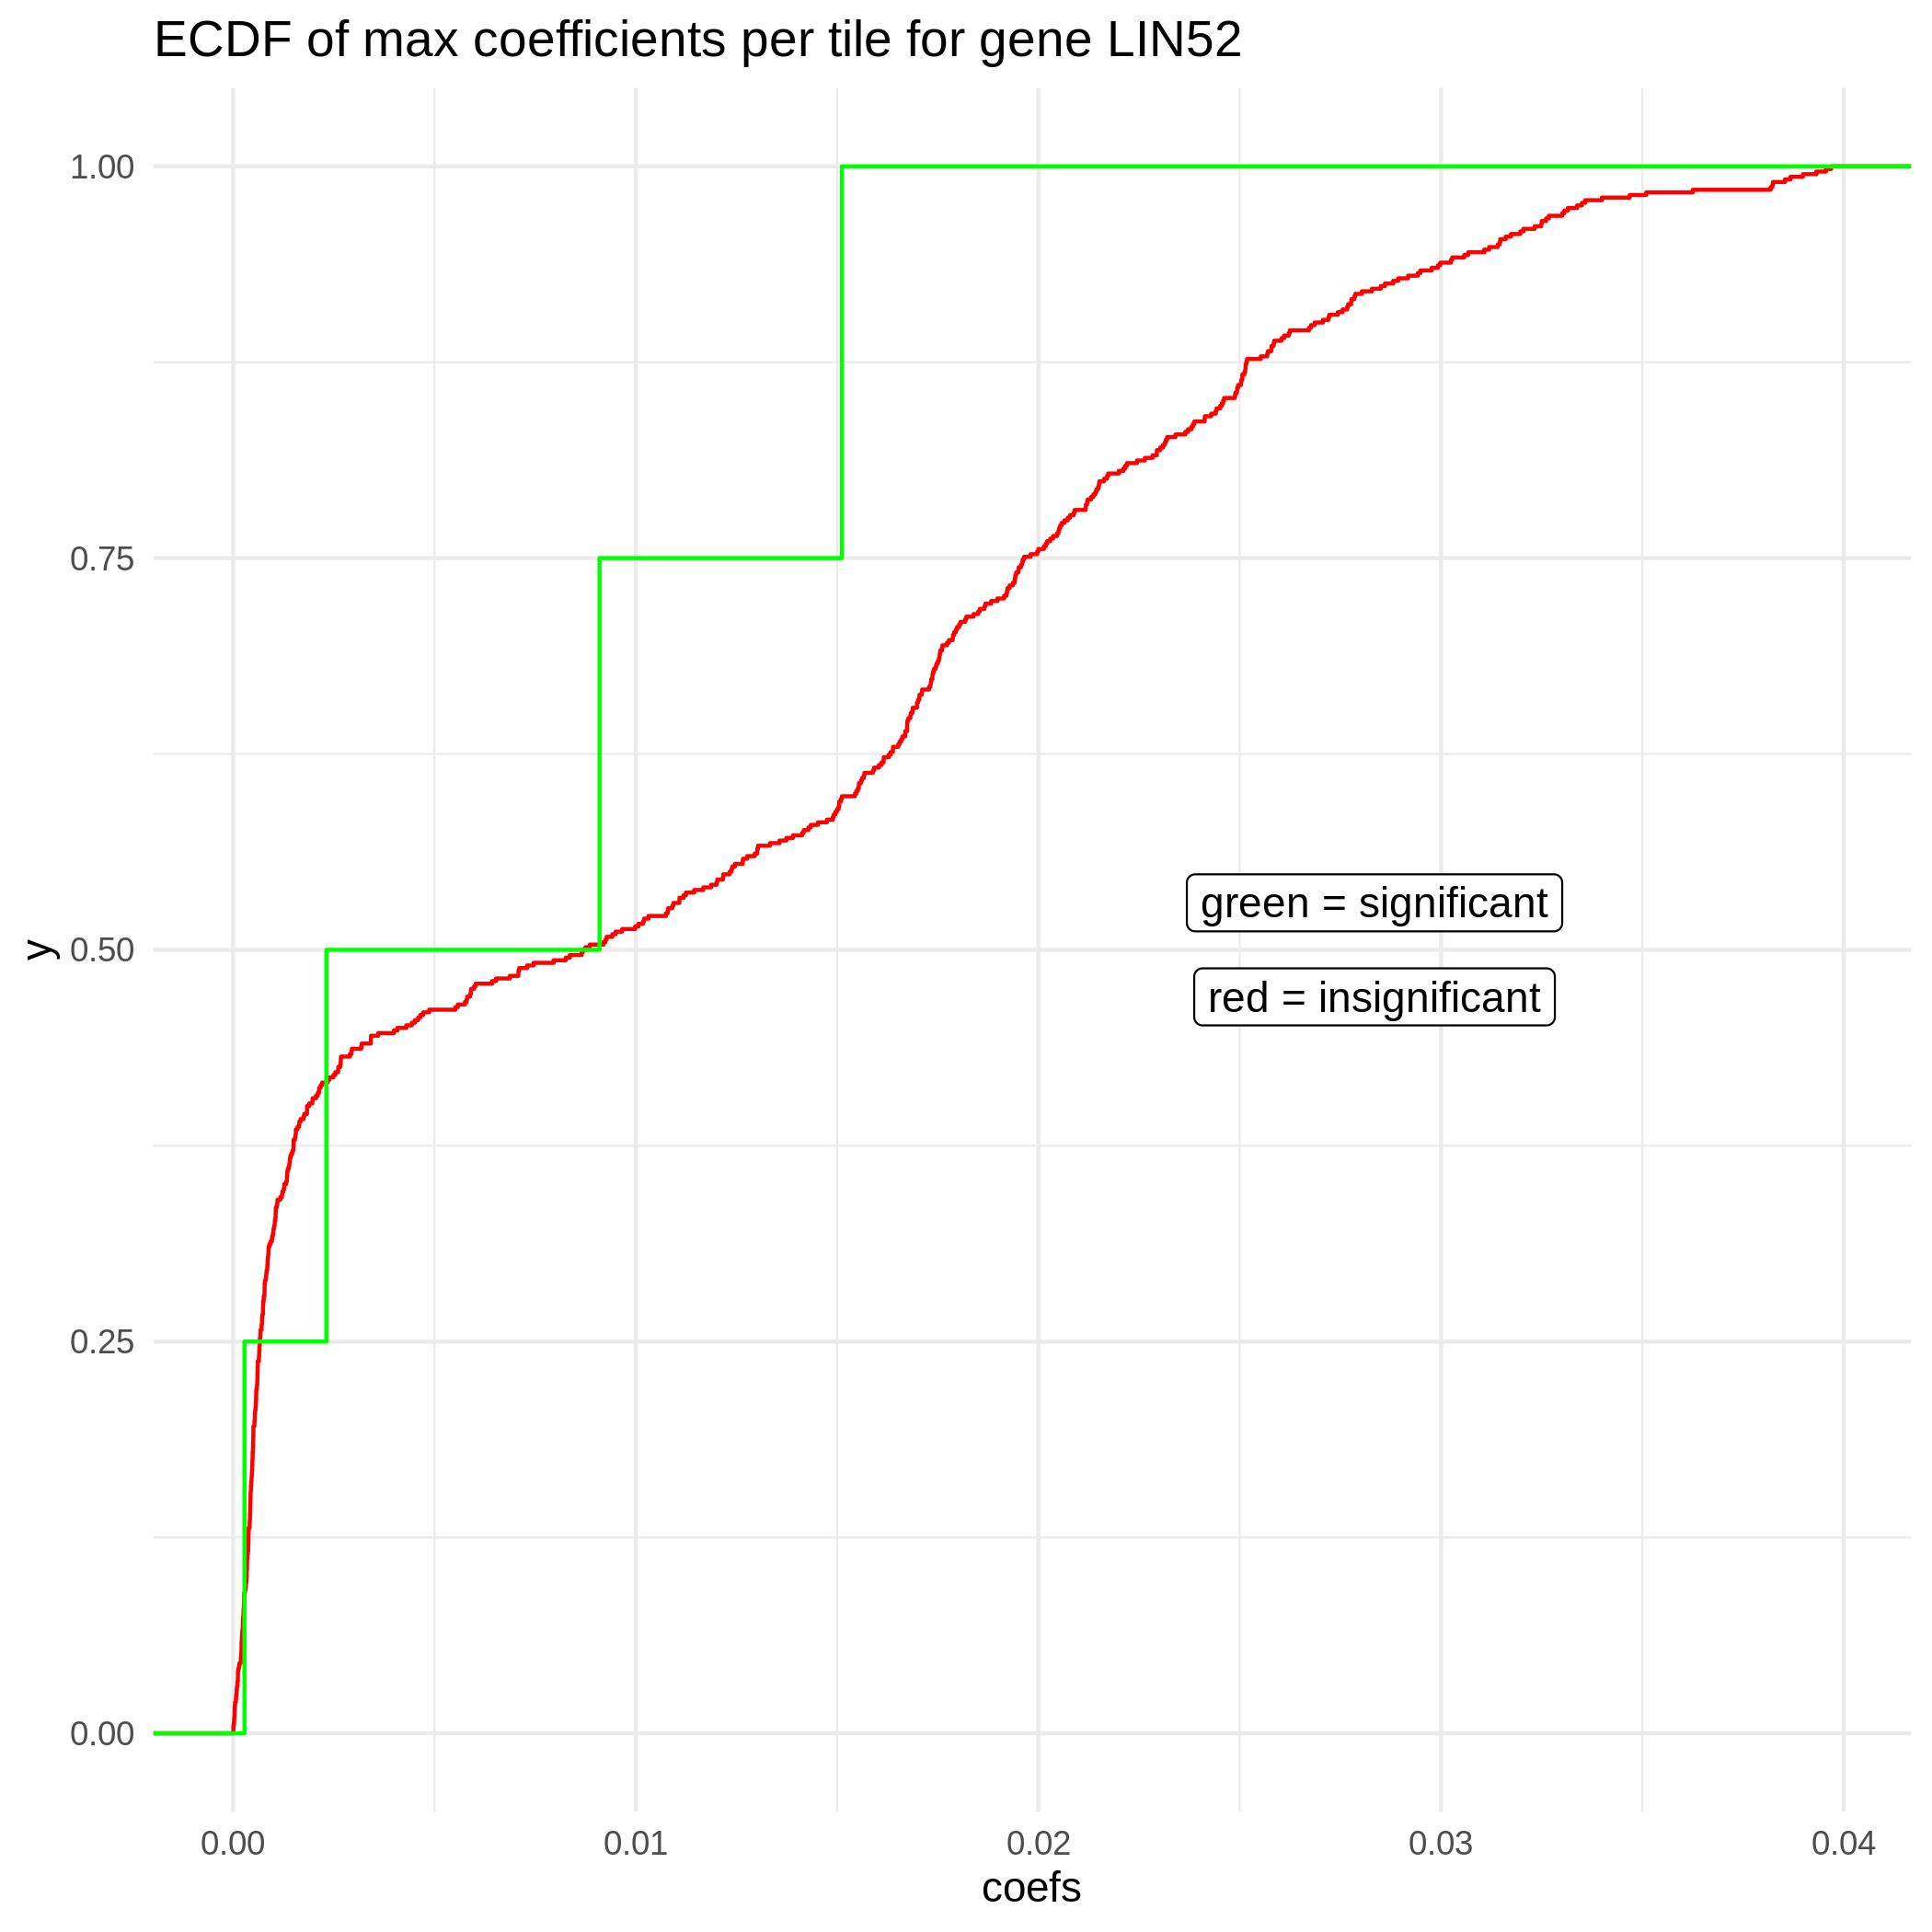 ECDF of max coefficients per tile for gene LIN52
1.00
0.75
0.50
0.25
0.00
y
green = significant
red = insignificant
0.00 0.01 0.02 0.03 0.04
coefs